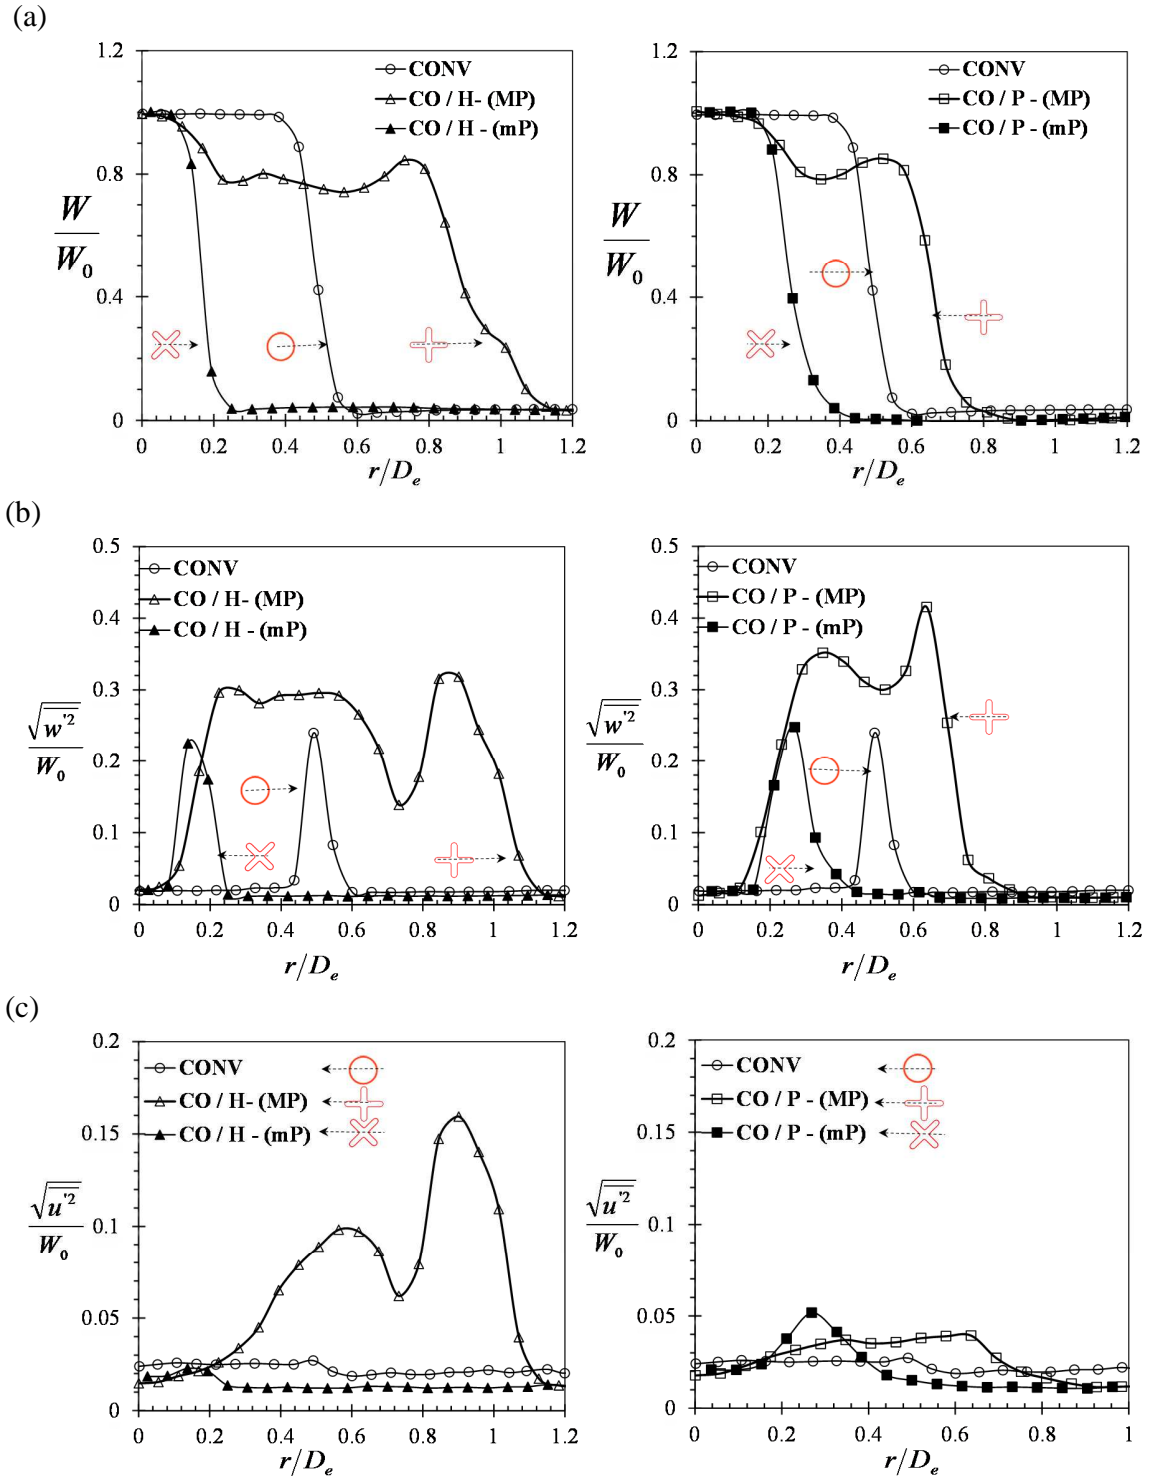 (a)
1.2
0.8
0.4
0
W
W0
CONV
CO / H- (MP)
CO / H - (mP)
0 0.2 0.4 0.6 0.8 1 1.2
r/De
1.2
0.8
0.4
0
W
W0
CONV
CO / P - (MP)
CO / P - (mP)
0 0.2 0.4 0.6 0.8 1 1.2
r/De
(b)
0.5
0.4
0.3
0.2
0.1
0
√w'2
W0
CONV
CO / H- (MP)
CO / H - (mP)
0 0.2 0.4 0.6 0.8 1 1.2
r/De
0.5
0.4
0.3
0.2
0.1
0
√w'2
W0
CONV
CO / P - (MP)
CO / P - (mP)
0 0.2 0.4 0.6 0.8 1 1.2
r/De
(c)
0.2
0.15
0.1
0.05
0
√u'2
W0
CONV
CO / H- (MP)
CO / H - (mP)
0 0.2 0.4 0.6 0.8 1 1.2
r/De
0.2
0.15
0.1
0.05
0
√u'2
W0
CONV
CO / P - (MP)
CO / P - (mP)
0 0.2 0.4 0.6 0.8 1
r/De